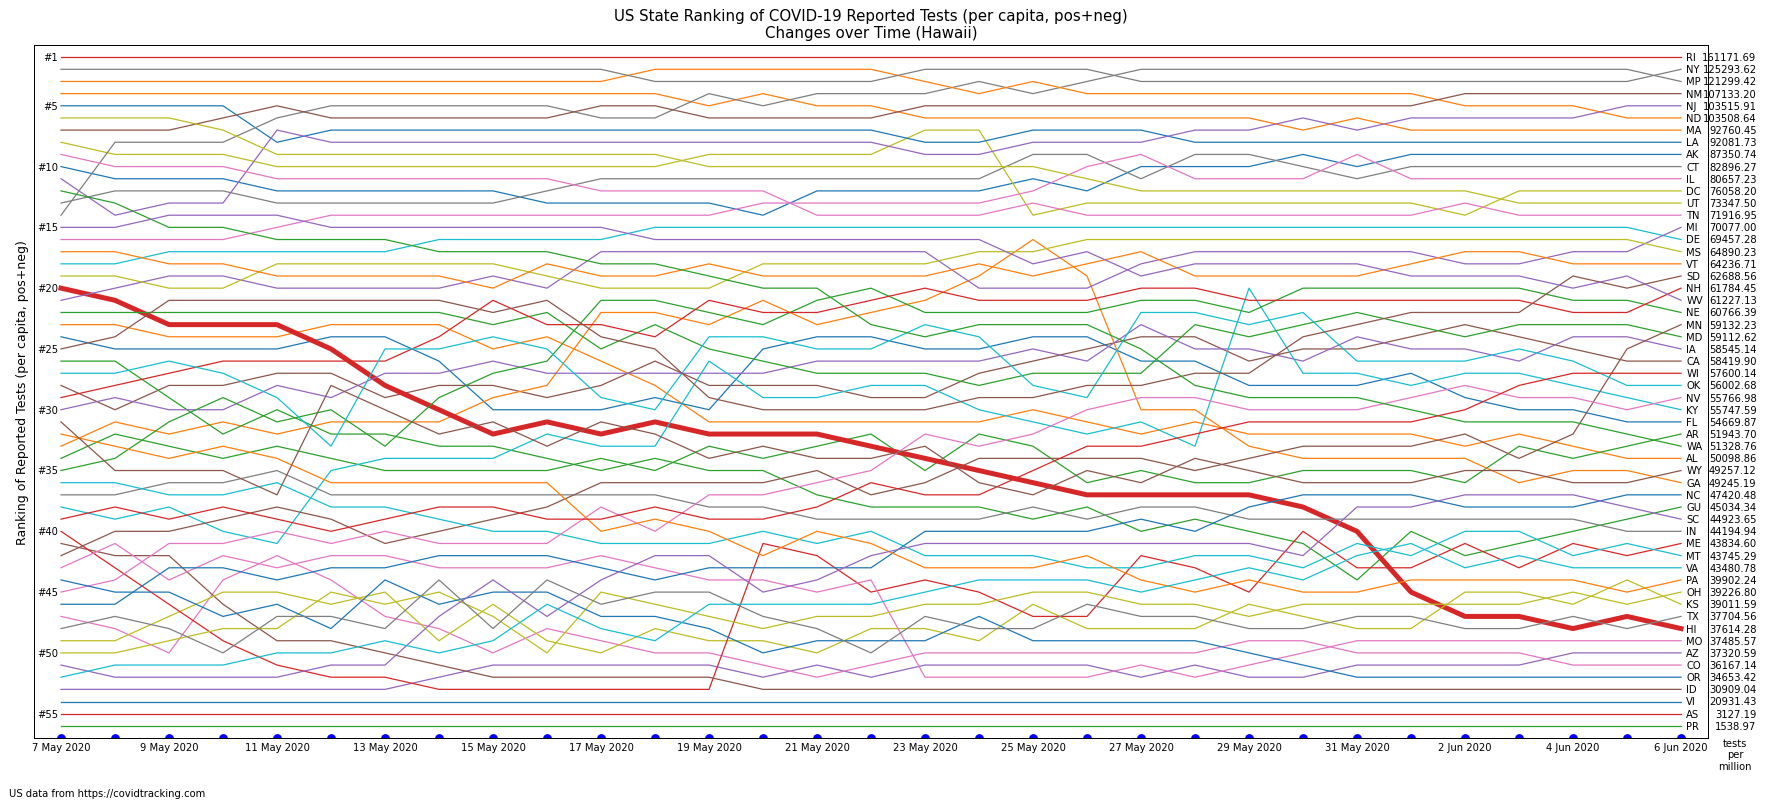 US State Ranking of COVID-19 Reported Tests (per capita, pos+neg)
Changes over Time (Hawaii)
Ranking of Reported Tests (per capita, pos+neg)
#1
#5
#10
#15
#20
#25
#30
#35
#40
#45
#50
#55
RI 161171.69
NY 125293.62
MP 121299.42
NM 107133.20
NJ 103515.91
ND 103508.64
MA 92760.45
LA 92081.73
AK 87350.74
CT 82896.27
IL 80657.23
DC 76058.20
UT 73347.50
TN 71916.95
MI 70077.00
DE 69457.28
MS 64890.23
VT 64236.71
SD 62688.56
NH 61784.45
WV 61227.13
NE 60766.39
MN 59132.23
MD 59112.62
IA 58545.14
CA 58419.90
WI 57600.14
OK 56002.68
NV 55766.98
KY 55747.59
FL 54669.87
AR 51943.70
WA 51328.76
AL 50098.86
WY 49257.12
GA 49245.19
NC 47420.48
GU 45034.34
SC 44923.65
IN 44194.94
ME 43834.60
MT 43745.29
VA 43480.78
PA 39902.24
OH 39226.80
KS 39011.59
TX 37704.56
HI 37614.28
MO 37485.57
AZ 37320.59
CO 36167.14
OR 34653.42
ID 30909.04
VI 20931.43
AS 3127.19
PR 1538.97
7 May 2020 9 May 2020 11 May 2020 13 May 2020 15 May 2020 17 May 2020 19 May 2020 21 May 2020 23 May 2020 25 May 2020 27 May 2020 29 May 2020 31 May 2020 2 Jun 2020 4 Jun 2020 6 Jun 2020
tests
per
million
US data from https://covidtracking.com